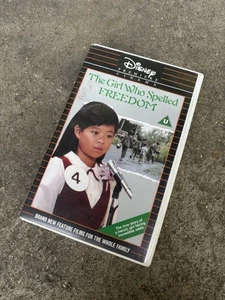 Disney
The Girl Who Spelled
FREEDOM
U
4
BRAND NEW FEATURE FILMS FOR THE WHOLE FAMILY